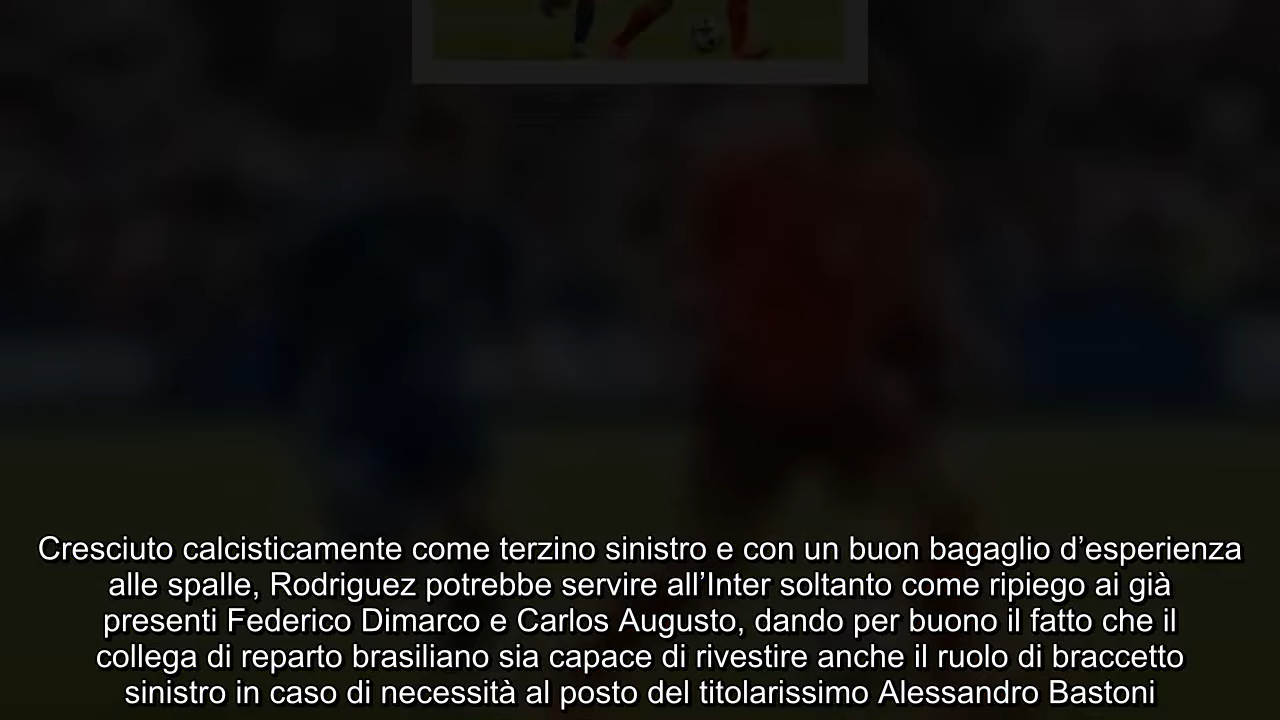 Cresciuto calcisticamente come terzino sinistro e con un buon bagaglio d’esperienza
alle spalle, Rodriguez potrebbe servire all’Inter soltanto come ripiego ai già
presenti Federico Dimarco e Carlos Augusto, dando per buono il fatto che il
collega di reparto brasiliano sia capace di rivestire anche il ruolo di braccetto
sinistro in caso di necessità al posto del titolarissimo Alessandro Bastoni